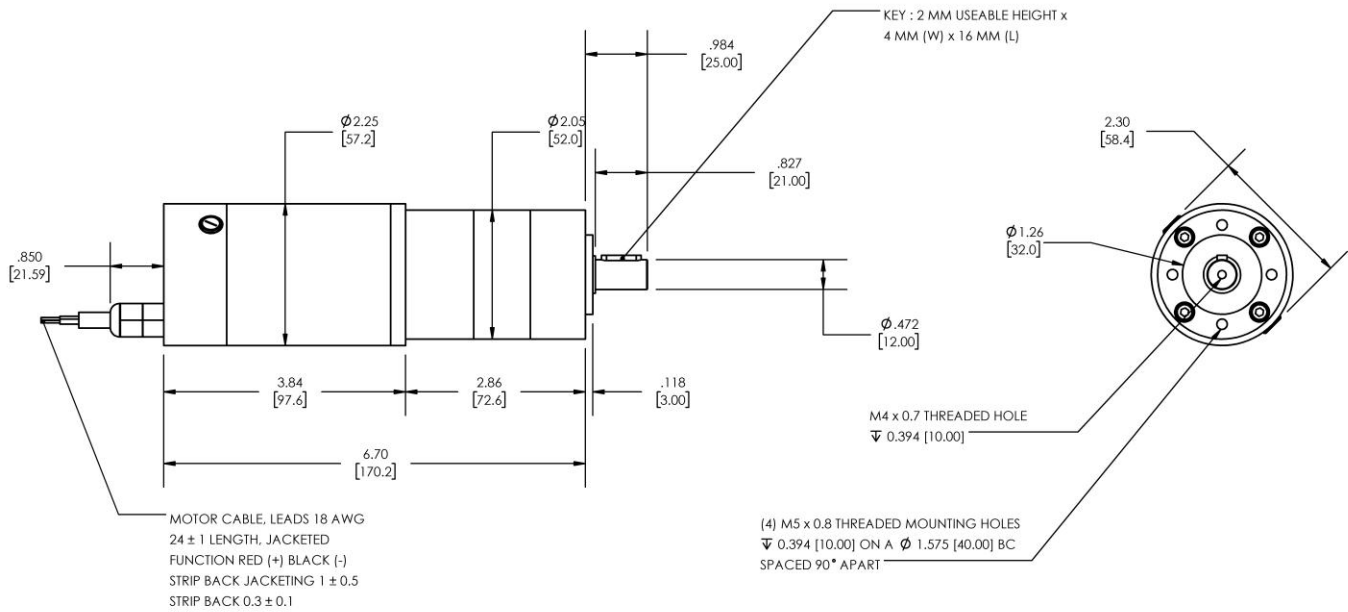 KEY : 2 MM USEABLE HEIGHT x
4 MM (W) x 16 MM (L)
.984
[25.00]
Ø2.25
[57.2]
Ø2.05
[52.0]
2.30
[58.4]
.827
[21.00]
Ø1.26
[32.0]
.850
[21.59]
Ø.472
[12.00]
3.84
[97.6]
2.86
[72.6]
.118
[3.00]
M4 x 0.7 THREADED HOLE
↧ 0.394 [10.00]
6.70
[170.2]
MOTOR CABLE, LEADS 18 AWG
24 ± 1 LENGTH, JACKETED
FUNCTION RED (+) BLACK (-)
STRIP BACK JACKETING 1 ± 0.5
STRIP BACK 0.3 ± 0.1
(4) M5 x 0.8 THREADED MOUNTING HOLES
↧ 0.394 [10.00] ON A Ø 1.575 [40.00] BC
SPACED 90° APART